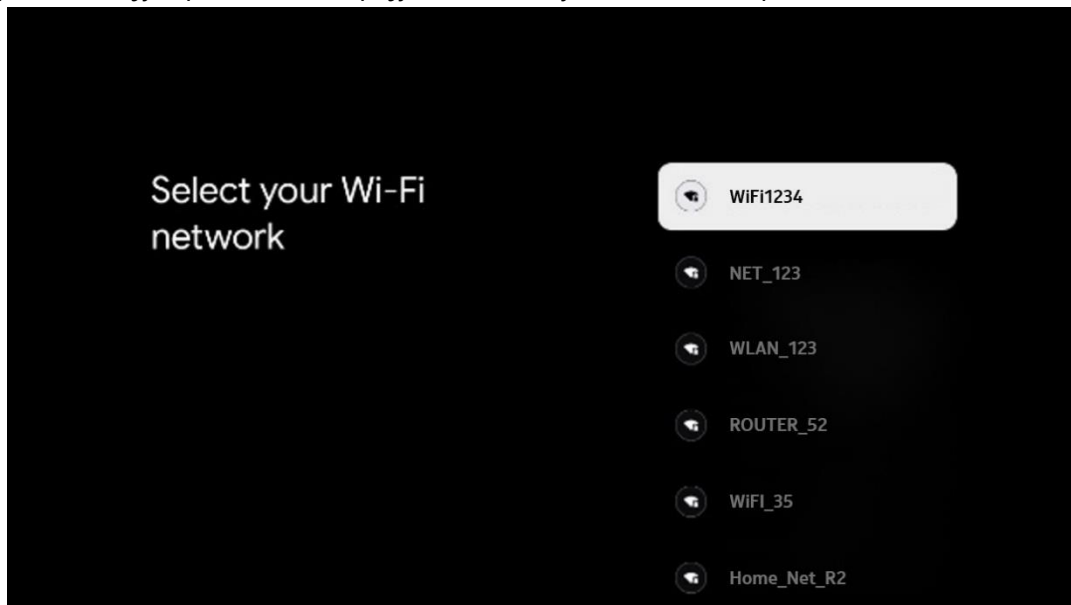 Select your Wi-Fi
network
WiFi1234
NET_123
WLAN_123
ROUTER_52
WiFI_35
Home_Net_R2